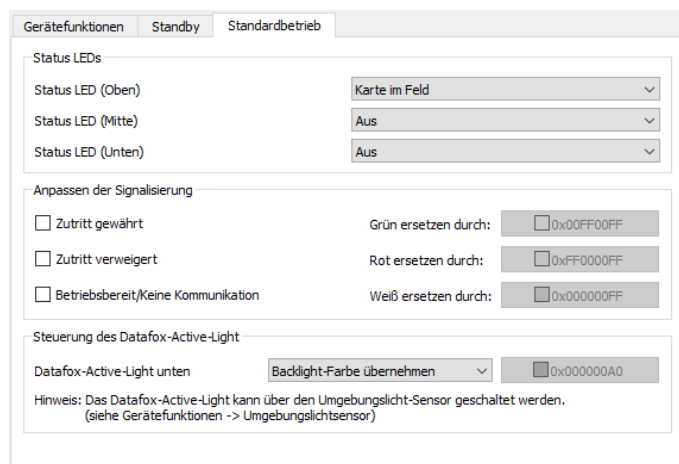 Gerätefunktionen Standby Standardbetrieb
Status LEDs
Status LED (Oben) Karte im Feld
Status LED (Mitte) Aus
Status LED (Unten) Aus
Anpassen der Signalisierung
Zutritt gewährt Grün ersetzen durch: 0x00FF00FF
Zutritt verweigert Rot ersetzen durch: 0xFF0000FF
Betriebsbereit/Keine Kommunikation Weiß ersetzen durch: 0x000000FF
Steuerung des Datafox-Active-Light
Datafox-Active-Light unten Backlight-Farbe übernehmen 0x000000A0
Hinweis: Das Datafox-Active-Light kann über den Umgebungslicht-Sensor geschaltet werden.
(siehe Gerätefunktionen -> Umgebungslichtsensor)